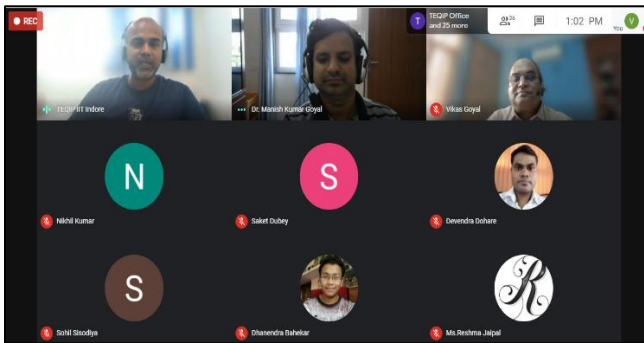 REC
T
TEQIP Office
and 25 more
36
1:02 PM
You
V
TEQIP IIT Indore
Dr. Manish Kumar Goyal
Vikas Goyal
N
S
Nikhil Kumar
Saket Dubey
Devendra Dohare
S
R
Sohil Sisodiya
Dhanendra Bahekar
Ms.Reshma Jaipal